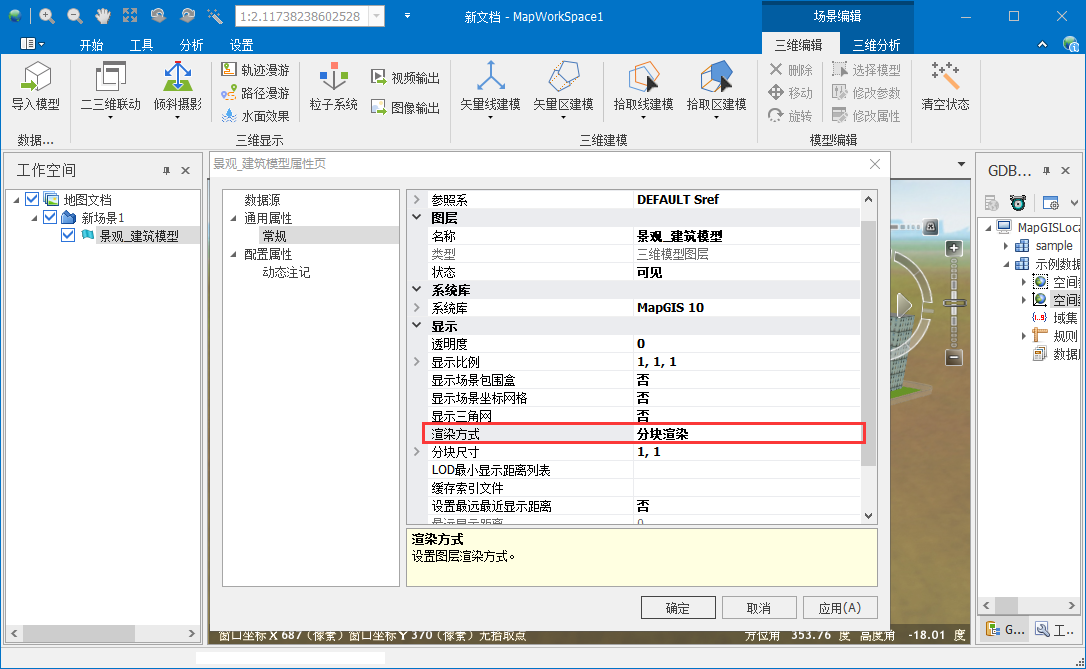 1:2.11738238602528
新文档 - MapWorkSpace1
场景编辑
开始
工具
分析
设置
三维编辑
三维分析
导入模型
二三维联动
倾斜摄影
轨迹漫游
路径漫游
水面效果
粒子系统
视频输出
图像输出
矢量线建模
矢量区建模
拾取线建模
拾取区建模
删除
移动
旋转
选择模型
修改参数
修改属性
清空状态
数据...
三维显示
三维建模
模型编辑
工作空间
地图文档
新场景1
景观_建筑模型
景观_建筑模型属性页
数据源
通用属性
常规
配置属性
动态注记
参照系 DEFAULT Sref
图层
名称 景观_建筑模型
类型 三维模型图层
状态 可见
系统库
系统库 MapGIS 10
显示
透明度 0
显示比例 1, 1, 1
显示场景包围盒 否
显示场景坐标网格 否
显示三角网 否
渲染方式 分块渲染
分块尺寸 1, 1
LOD最小显示距离列表
缓存索引文件
设置最远最近显示距离 否
最远显示距离 0
渲染方式
设置图层渲染方式。
确定
取消
应用(A)
窗口坐标 X 687（像素）窗口坐标 Y 370（像素）无拾取点
方位角 353.76 度 高度角 -18.01 度
GDB...
MapGISLoca
sample
示例数据
空间
空间
域集
规则
数据
G...
工...